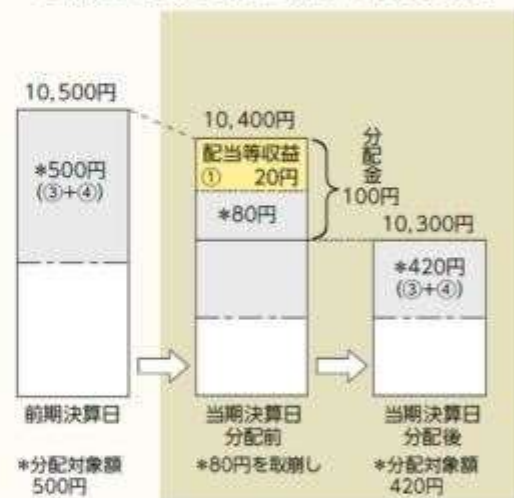 10,500円
*500円
(③+④)
前期決算日
*分配対象額
500円
10,400円
配当等収益
① 20円
*80円
分配金
100円
当期決算日
分配前
*80円を取崩し
10,300円
*420円
(③+④)
当期決算日
分配後
*分配対象額
420円